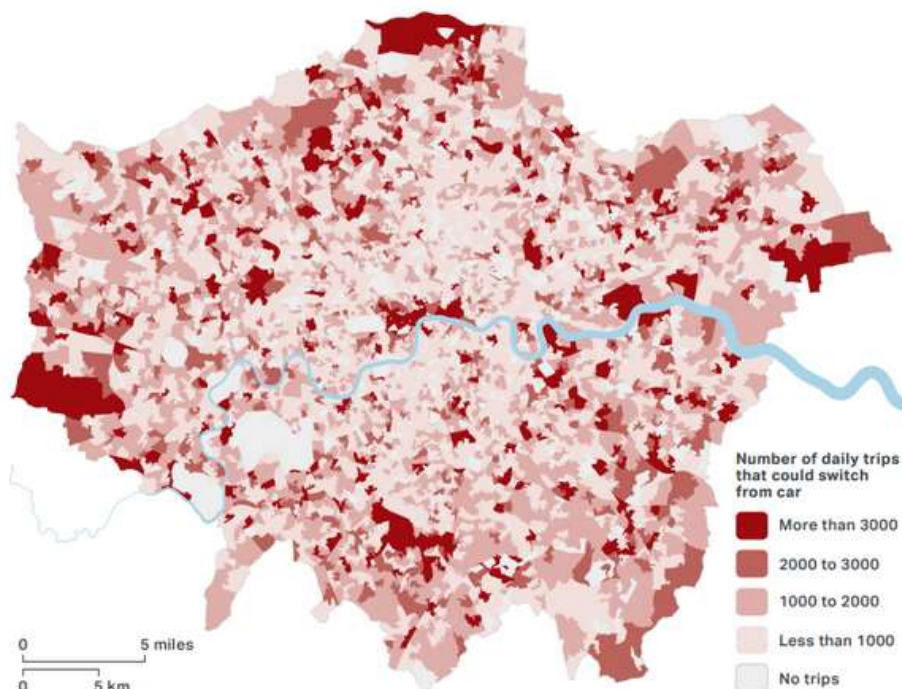 Number of daily trips
that could switch
from car
More than 3000
2000 to 3000
1000 to 2000
Less than 1000
No trips
0 5 miles
0 5 km